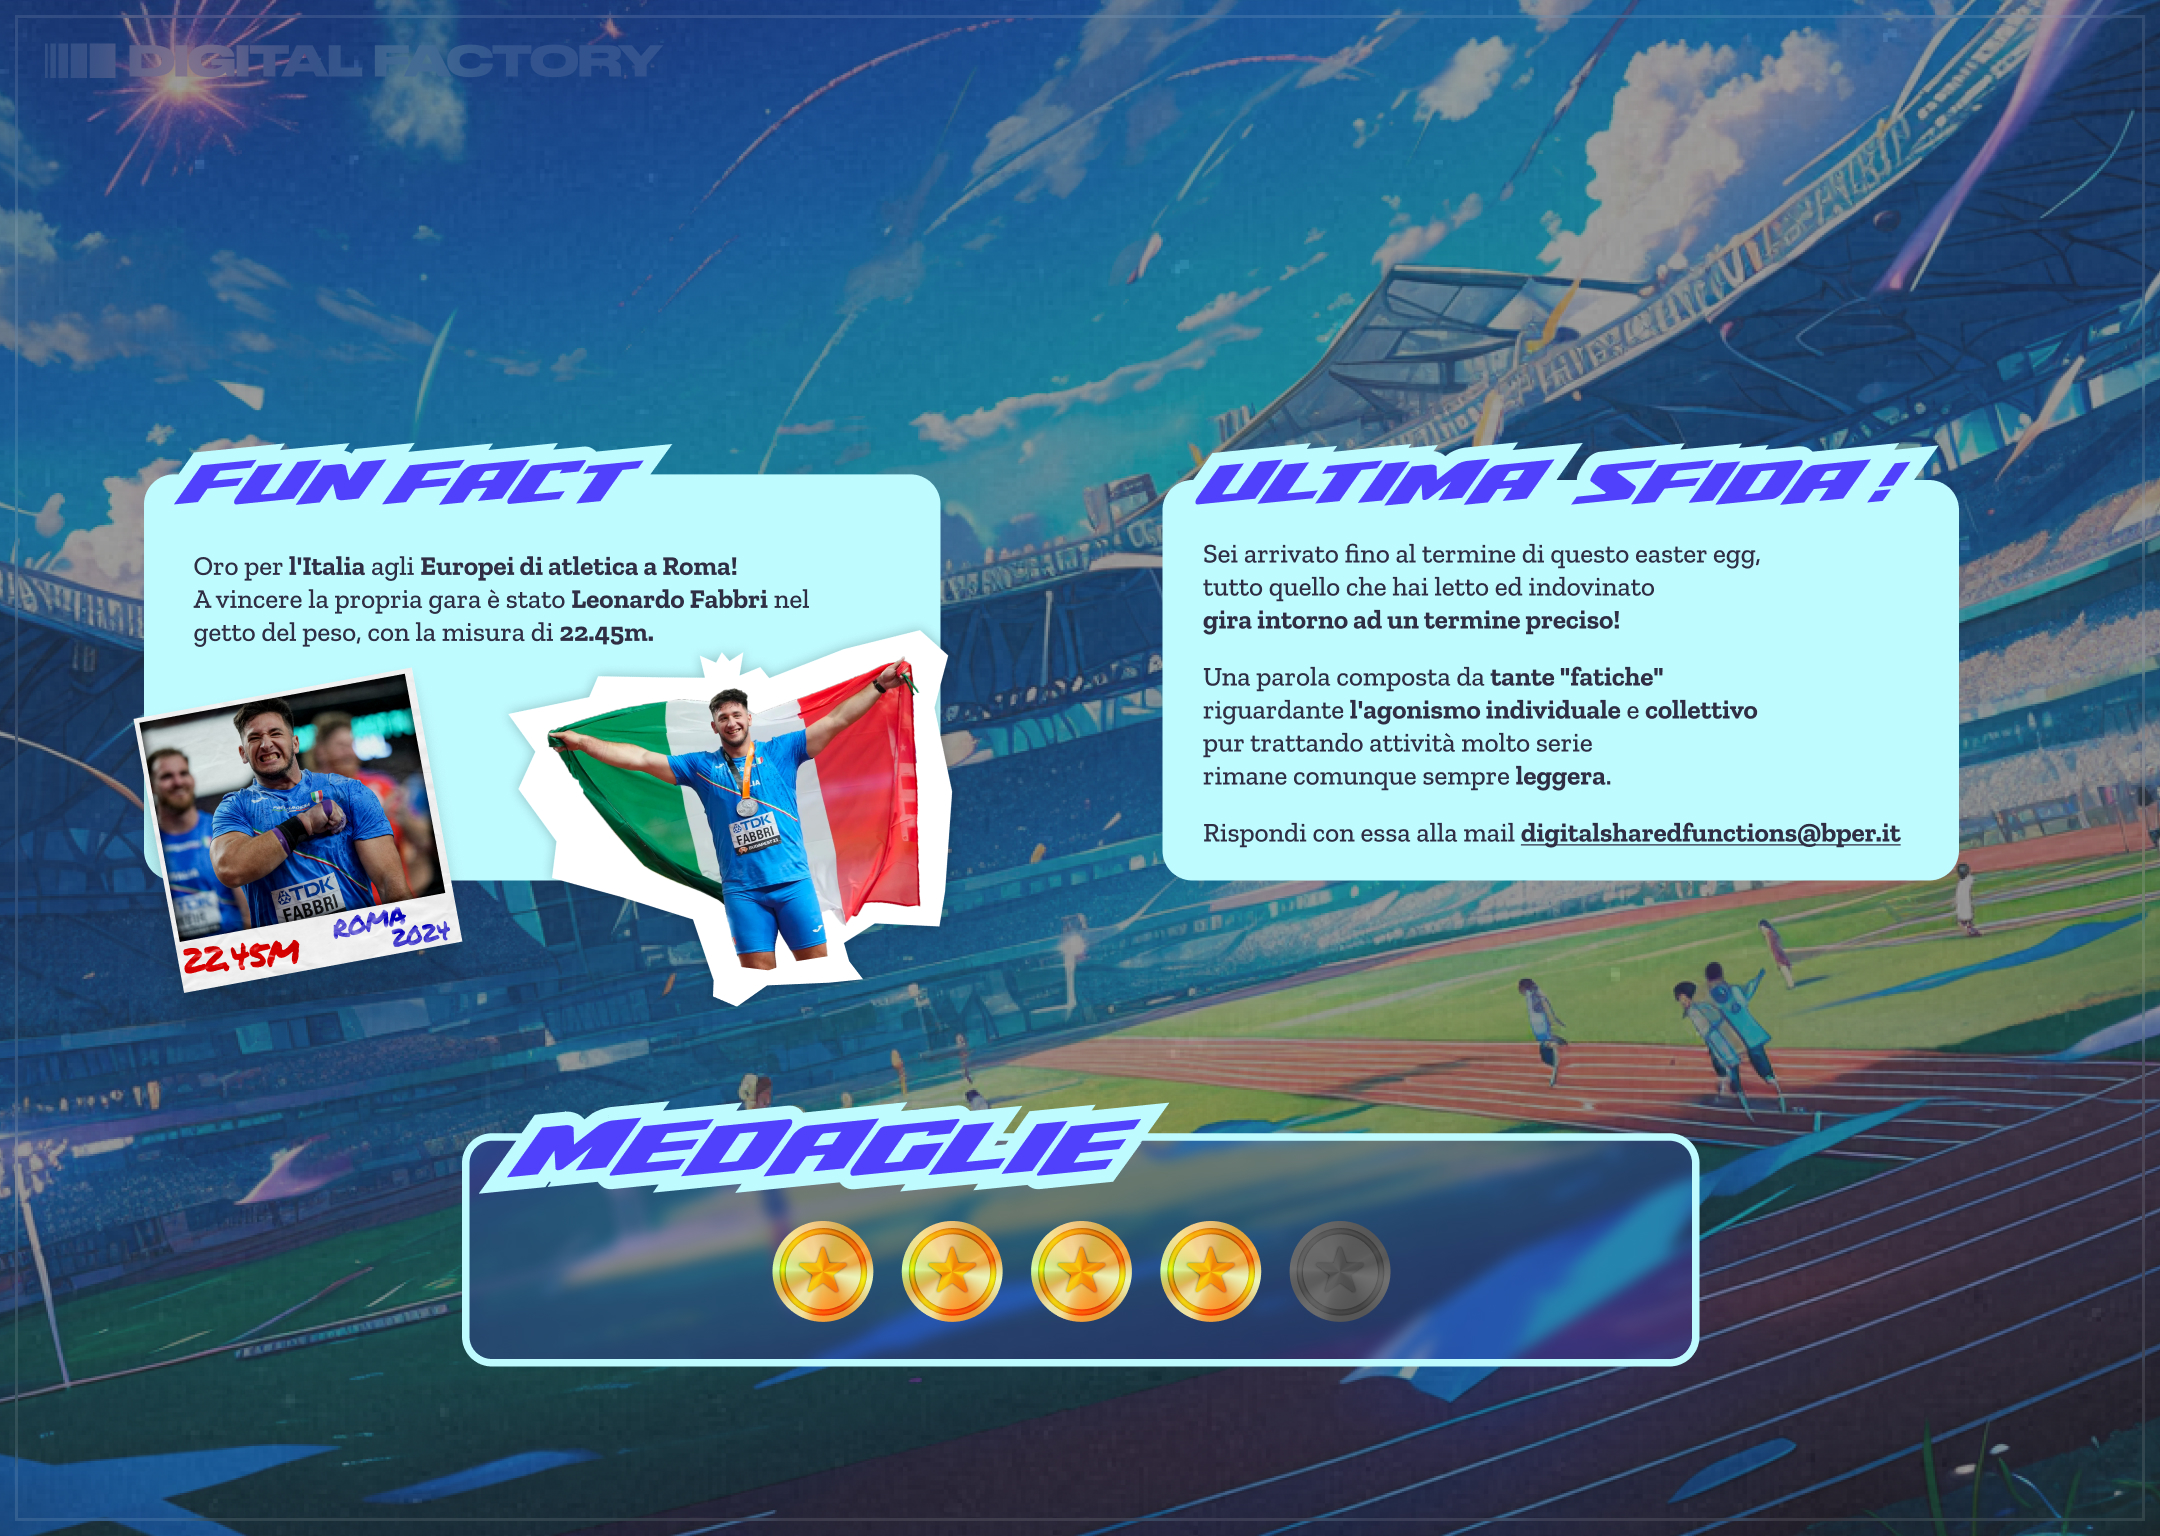 DIGITAL FACTORY
FUN FACT
Oro per l'Italia agli Europei di atletica a Roma!
A vincere la propria gara è stato Leonardo Fabbri nel
getto del peso, con la misura di 22.45m.
TDK
FABBRI
22.45M
ROMA
2024
ITALIA
TDK
FABBRI
BUDAPEST 23
ULTIMA SFIDA!
Sei arrivato fino al termine di questo easter egg,
tutto quello che hai letto ed indovinato
gira intorno ad un termine preciso!
Una parola composta da tante "fatiche"
riguardante l'agonismo individuale e collettivo
pur trattando attività molto serie
rimane comunque sempre leggera.
Rispondi con essa alla mail digitalsharedfunctions@bper.it
MEDAGLIE